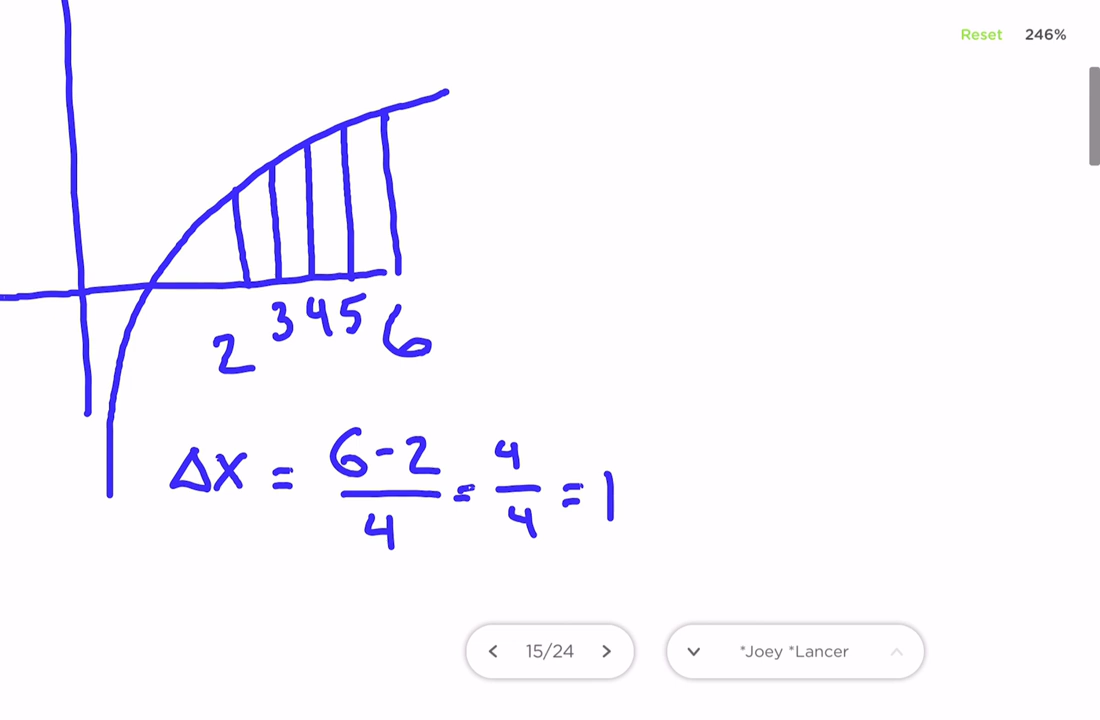 Reset 246%
2 3 4 5 6
Δx = 6-2/4 = 4/4 = 1
< 15/24 >
*Joey *Lancer